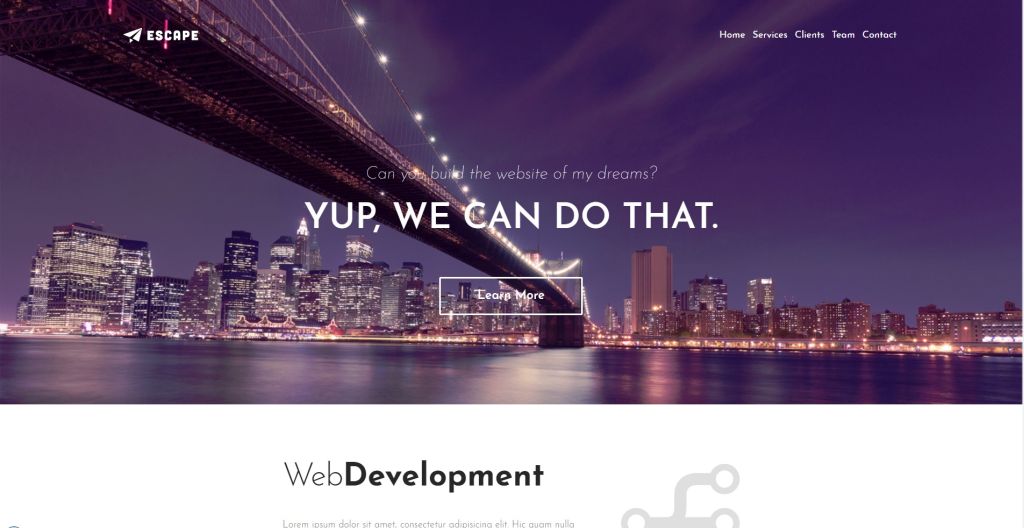 ESCAPE
Home Services Clients Team Contact
Can you build the website of my dreams?
YUP, WE CAN DO THAT.
Learn More
WebDevelopment
Lorem ipsum dolor sit amet, consectetur adipisicing elit. Hic quam nulla